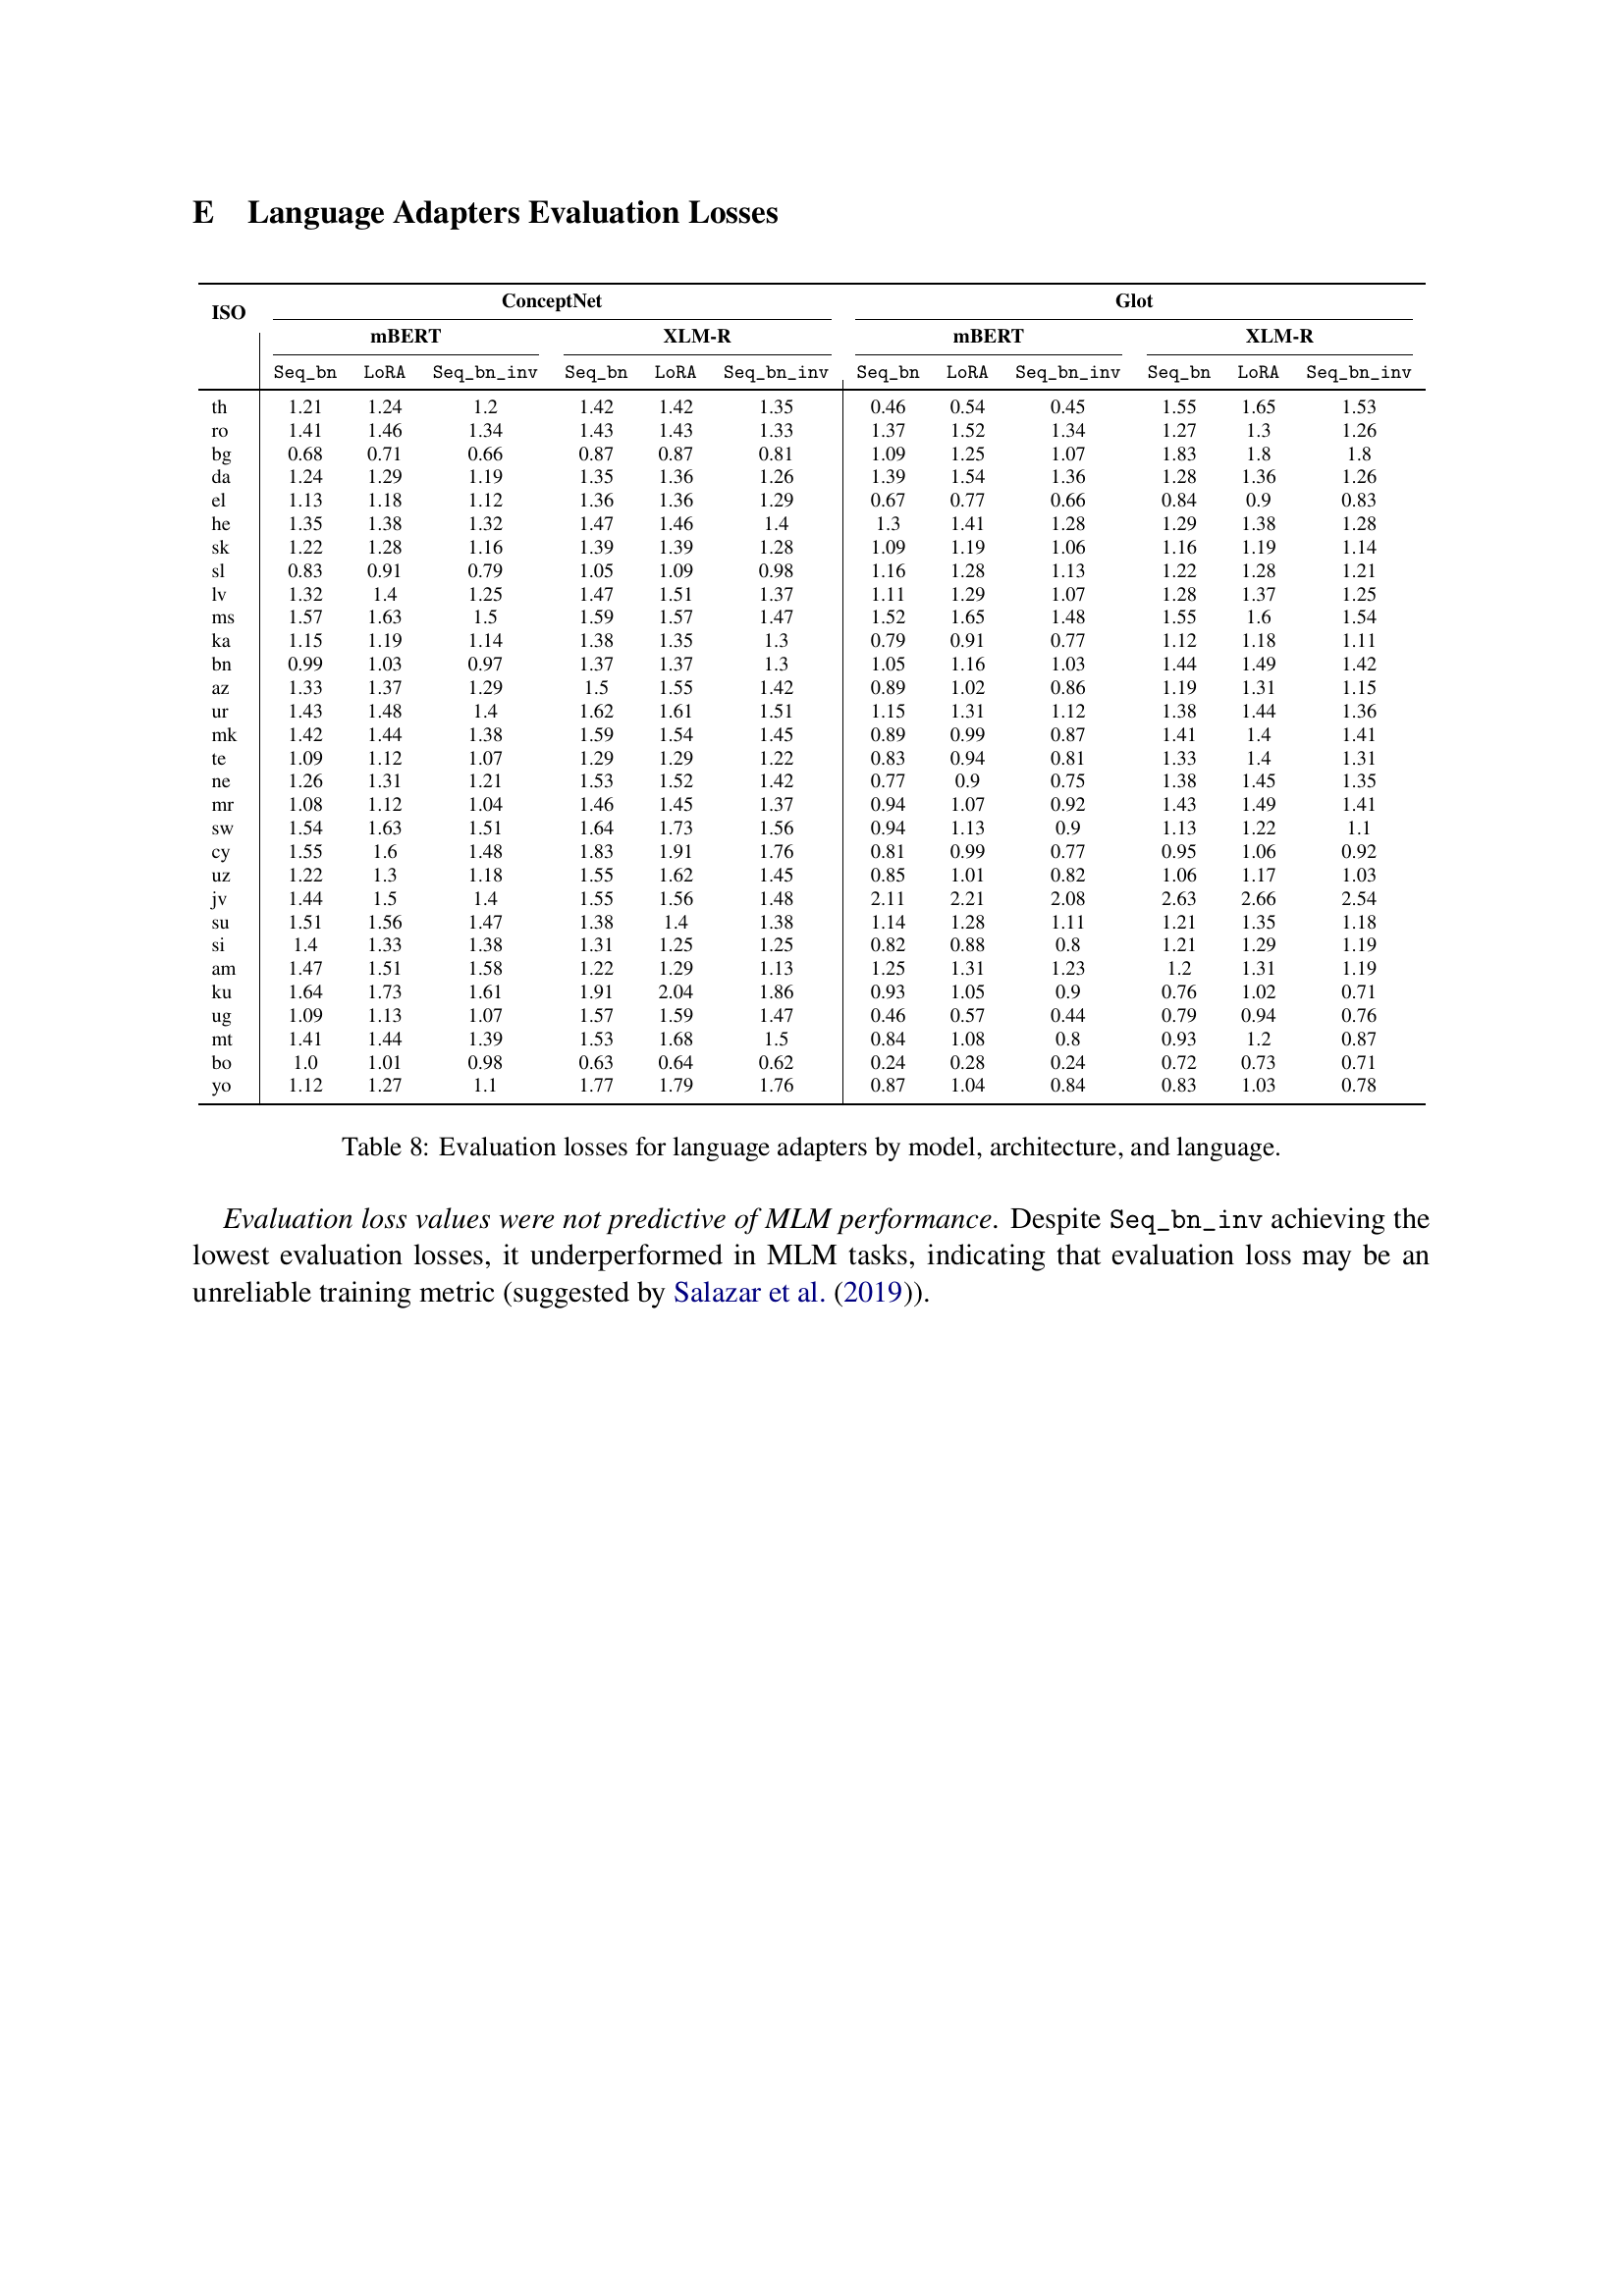 E Language Adapters Evaluation Losses
ISO ConceptNet Glot
mBERT XLM-R mBERT XLM-R
Seq_bn LoRA Seq_bn_inv Seq_bn LoRA Seq_bn_inv Seq_bn LoRA Seq_bn_inv Seq_bn LoRA Seq_bn_inv
th 1.21 1.24 1.2 1.42 1.42 1.35 0.46 0.54 0.45 1.55 1.65 1.53
ro 1.41 1.46 1.34 1.43 1.43 1.33 1.37 1.52 1.34 1.27 1.3 1.26
bg 0.68 0.71 0.66 0.87 0.87 0.81 1.09 1.25 1.07 1.83 1.8 1.8
da 1.24 1.29 1.19 1.35 1.36 1.26 1.39 1.54 1.36 1.28 1.36 1.26
el 1.13 1.18 1.12 1.36 1.36 1.29 0.67 0.77 0.66 0.84 0.9 0.83
he 1.35 1.38 1.32 1.47 1.46 1.4 1.3 1.41 1.28 1.29 1.38 1.28
sk 1.22 1.28 1.16 1.39 1.39 1.28 1.09 1.19 1.06 1.16 1.19 1.14
sl 0.83 0.91 0.79 1.05 1.09 0.98 1.16 1.28 1.13 1.22 1.28 1.21
lv 1.32 1.4 1.25 1.47 1.51 1.37 1.11 1.29 1.07 1.28 1.37 1.25
ms 1.57 1.63 1.5 1.59 1.57 1.47 1.52 1.65 1.48 1.55 1.6 1.54
ka 1.15 1.19 1.14 1.38 1.35 1.3 0.79 0.91 0.77 1.12 1.18 1.11
bn 0.99 1.03 0.97 1.37 1.37 1.3 1.05 1.16 1.03 1.44 1.49 1.42
az 1.33 1.37 1.29 1.5 1.55 1.42 0.89 1.02 0.86 1.19 1.31 1.15
ur 1.43 1.48 1.4 1.62 1.61 1.51 1.15 1.31 1.12 1.38 1.44 1.36
mk 1.42 1.44 1.38 1.59 1.54 1.45 0.89 0.99 0.87 1.41 1.4 1.41
te 1.09 1.12 1.07 1.29 1.29 1.22 0.83 0.94 0.81 1.33 1.4 1.31
ne 1.26 1.31 1.21 1.53 1.52 1.42 0.77 0.9 0.75 1.38 1.45 1.35
mr 1.08 1.12 1.04 1.46 1.45 1.37 0.94 1.07 0.92 1.43 1.49 1.41
sw 1.54 1.63 1.51 1.64 1.73 1.56 0.94 1.13 0.9 1.13 1.22 1.1
cy 1.55 1.6 1.48 1.83 1.91 1.76 0.81 0.99 0.77 0.95 1.06 0.92
uz 1.22 1.3 1.18 1.55 1.62 1.45 0.85 1.01 0.82 1.06 1.17 1.03
jv 1.44 1.5 1.4 1.55 1.56 1.48 2.11 2.21 2.08 2.63 2.66 2.54
su 1.51 1.56 1.47 1.38 1.4 1.38 1.14 1.28 1.11 1.21 1.35 1.18
si 1.4 1.33 1.38 1.31 1.25 1.25 0.82 0.88 0.8 1.21 1.29 1.19
am 1.47 1.51 1.58 1.22 1.29 1.13 1.25 1.31 1.23 1.2 1.31 1.19
ku 1.64 1.73 1.61 1.91 2.04 1.86 0.93 1.05 0.9 0.76 1.02 0.71
ug 1.09 1.13 1.07 1.57 1.59 1.47 0.46 0.57 0.44 0.79 0.94 0.76
mt 1.41 1.44 1.39 1.53 1.68 1.5 0.84 1.08 0.8 0.93 1.2 0.87
bo 1.0 1.01 0.98 0.63 0.64 0.62 0.24 0.28 0.24 0.72 0.73 0.71
yo 1.12 1.27 1.1 1.77 1.79 1.76 0.87 1.04 0.84 0.83 1.03 0.78
Table 8: Evaluation losses for language adapters by model, architecture, and language.
Evaluation loss values were not predictive of MLM performance. Despite Seq_bn_inv achieving the
lowest evaluation losses, it underperformed in MLM tasks, indicating that evaluation loss may be an
unreliable training metric (suggested by Salazar et al. (2019)).